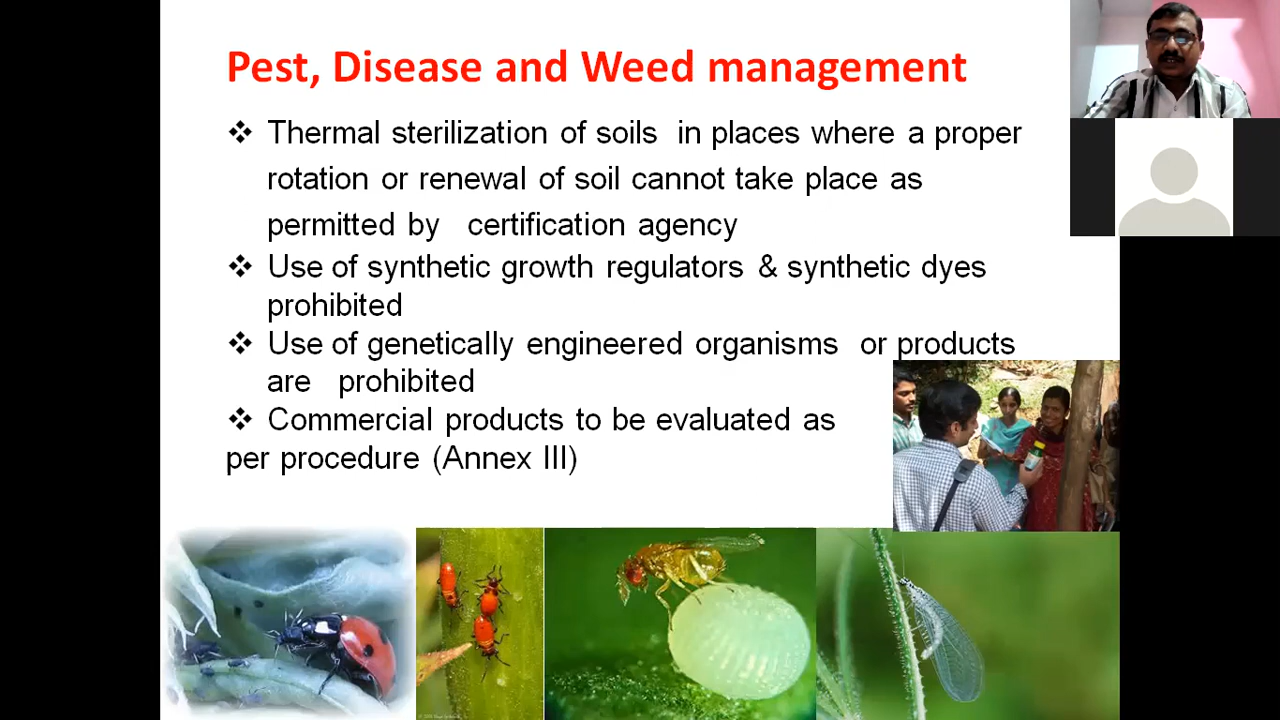 Pest, Disease and Weed management
❖ Thermal sterilization of soils in places where a proper
rotation or renewal of soil cannot take place as
permitted by certification agency
❖ Use of synthetic growth regulators & synthetic dyes
prohibited
❖ Use of genetically engineered organisms or products
are prohibited
❖ Commercial products to be evaluated as
per procedure (Annex III)